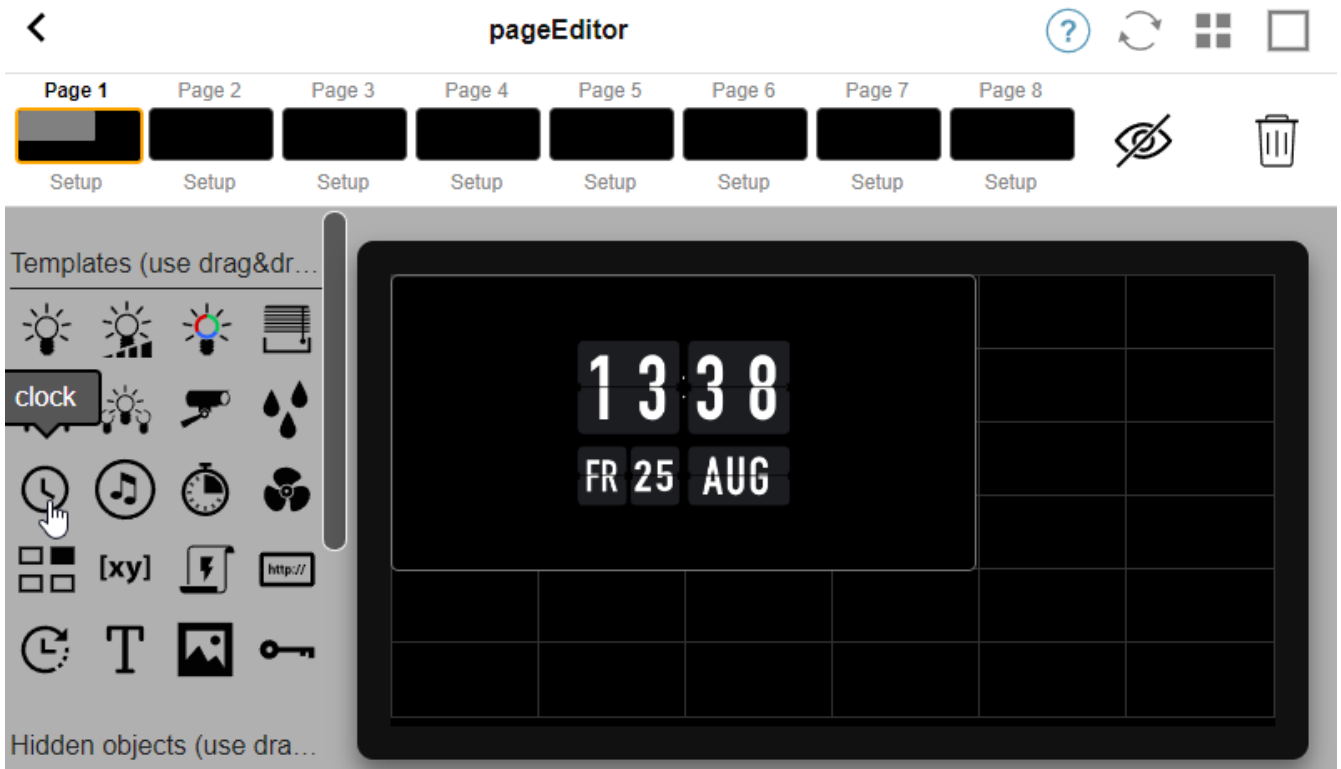 pageEditor
?
Page 1 Page 2 Page 3 Page 4 Page 5 Page 6 Page 7 Page 8
Setup Setup Setup Setup Setup Setup Setup Setup
Templates (use drag&dr...
clock
[xy]
http://
T
Hidden objects (use dra...
13:38
FR 25 AUG